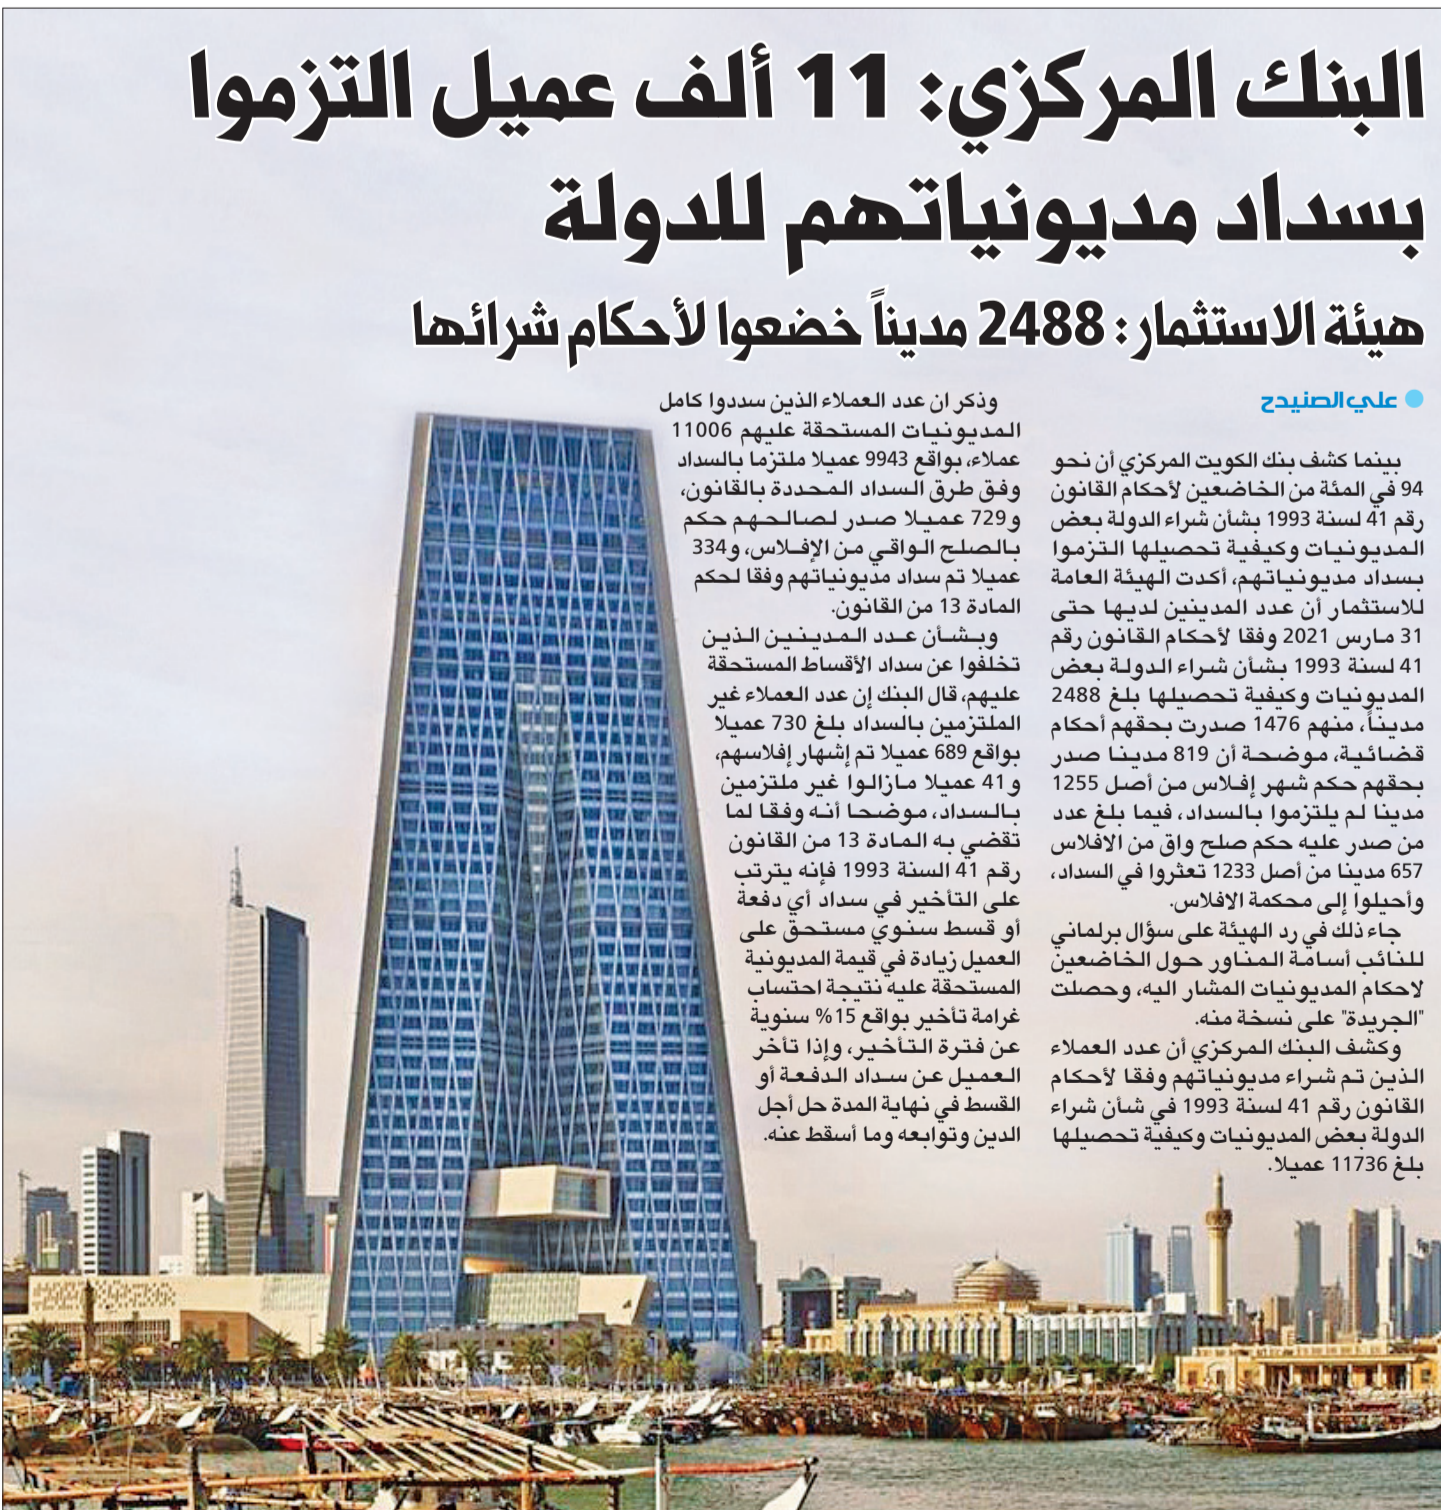 البنك المركزي: 11 ألف عميل التزموا
بسداد مديونياتهم للدولة
هيئة الاستثمار: 2488 مديناً خضعوا لأحكام شرائها
علي الصنيدح
بينما كشف بنك الكويت المركزي أن نحو
94 في المئة من الخاضعين لأحكام القانون
رقم 41 لسنة 1993 بشأن شراء الدولة بعض
المديونيات وكيفية تحصيلها التزموا
بسداد مديونياتهم، أكدت الهيئة العامة
للاستثمار أن عدد المدينين لديها حتى
31 مارس 2021 وفقا لأحكام القانون رقم
41 لسنة 1993 بشأن شراء الدولة بعض
المديونيات وكيفية تحصيلها بلغ 2488
مديناً، منهم 1476 صدرت بحقهم أحكام
قضائية، موضحة أن 819 مدينا صدر
بحقهم حكم شهر إفلاس من أصل 1255
مدينا لم يلتزموا بالسداد، فيما بلغ عدد
من صدر عليه حكم صلح واق من الافلاس
657 مدينا من أصل 1233 تعثروا في السداد،
وأحيلوا إلى محكمة الافلاس.
جاء ذلك في رد الهيئة على سؤال برلماني
للنائب أسامة المناور حول الخاضعين
لاحكام المديونيات المشار اليه، وحصلت
"الجريدة" على نسخة منه.
وكشف البنك المركزي أن عدد العملاء
الذين تم شراء مديونياتهم وفقا لأحكام
القانون رقم 41 لسنة 1993 في شأن شراء
الدولة بعض المديونيات وكيفية تحصيلها
بلغ 11736 عميلا.
وذكر ان عدد العملاء الذين سددوا كامل
المديونيات المستحقة عليهم 11006
عملاء، بواقع 9943 عميلا ملتزما بالسداد
وفق طرق السداد المحددة بالقانون،
و729 عميلا صدر لصالحهم حكم
بالصلح الواقي من الإفلاس، و334
عميلا تم سداد مديونياتهم وفقا لحكم
المادة 13 من القانون.
وبشأن عدد المدينين الذين
تخلفوا عن سداد الأقساط المستحقة
عليهم، قال البنك إن عدد العملاء غير
الملتزمين بالسداد بلغ 730 عميلا
بواقع 689 عميلا تم إشهار إفلاسهم،
و41 عميلا مازالوا غير ملتزمين
بالسداد، موضحا أنه وفقا لما
تقضي به المادة 13 من القانون
رقم 41 السنة 1993 فإنه يترتب
على التأخير في سداد أي دفعة
أو قسط سنوي مستحق على
العميل زيادة في قيمة المديونية
المستحقة عليه نتيجة احتساب
غرامة تأخير بواقع 15% سنوية
عن فترة التأخير، وإذا تأخر
العميل عن سداد الدفعة أو
القسط في نهاية المدة حل أجل
الدين وتوابعه وما أسقط عنه.